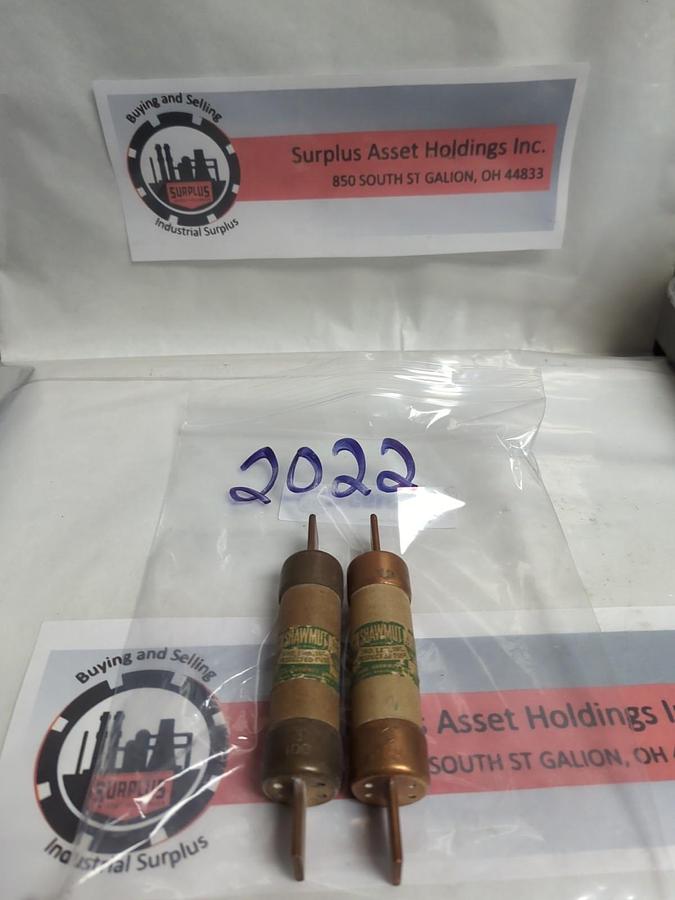 Buying and Selling
SURPLUS
Industrial Surplus
Surplus Asset Holdings Inc.
850 SOUTH ST GALION, OH 44833
2022
SHAWMUT
SHAWMUT
100
Buying and Selling
SURPLUS
Industrial Surplus
Asset Holdings
SOUTH ST GALION, OH